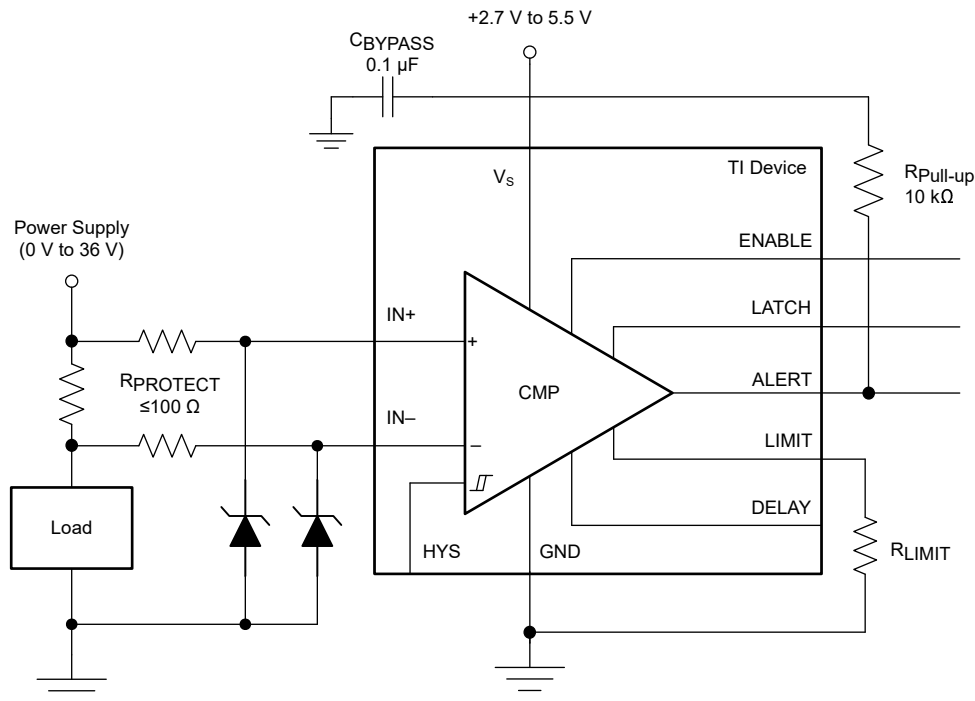 +2.7 V to 5.5 V
CBYPASS
0.1 µF
TI Device
VS
RPull-up
10 kΩ
Power Supply
(0 V to 36 V)
ENABLE
IN+
LATCH
+
RPROTECT
≤100 Ω
CMP
ALERT
IN–
–
LIMIT
Load
DELAY
HYS
GND
RLIMIT